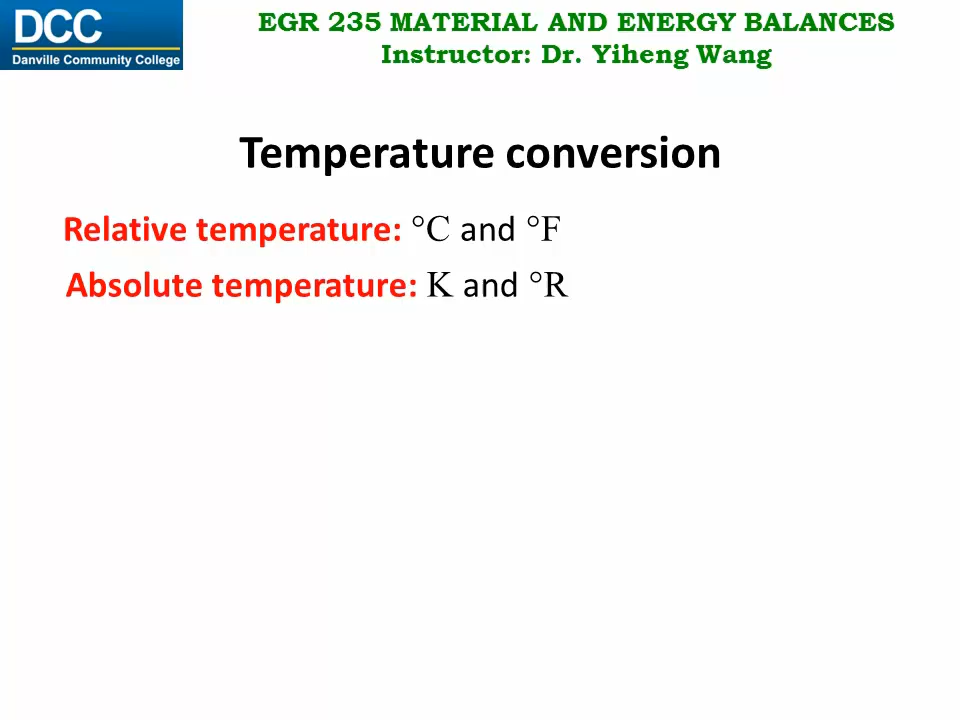 DCC
Danville Community College
EGR 235 MATERIAL AND ENERGY BALANCES
Instructor: Dr. Yiheng Wang
Temperature conversion
Relative temperature: °C and °F
Absolute temperature: K and °R